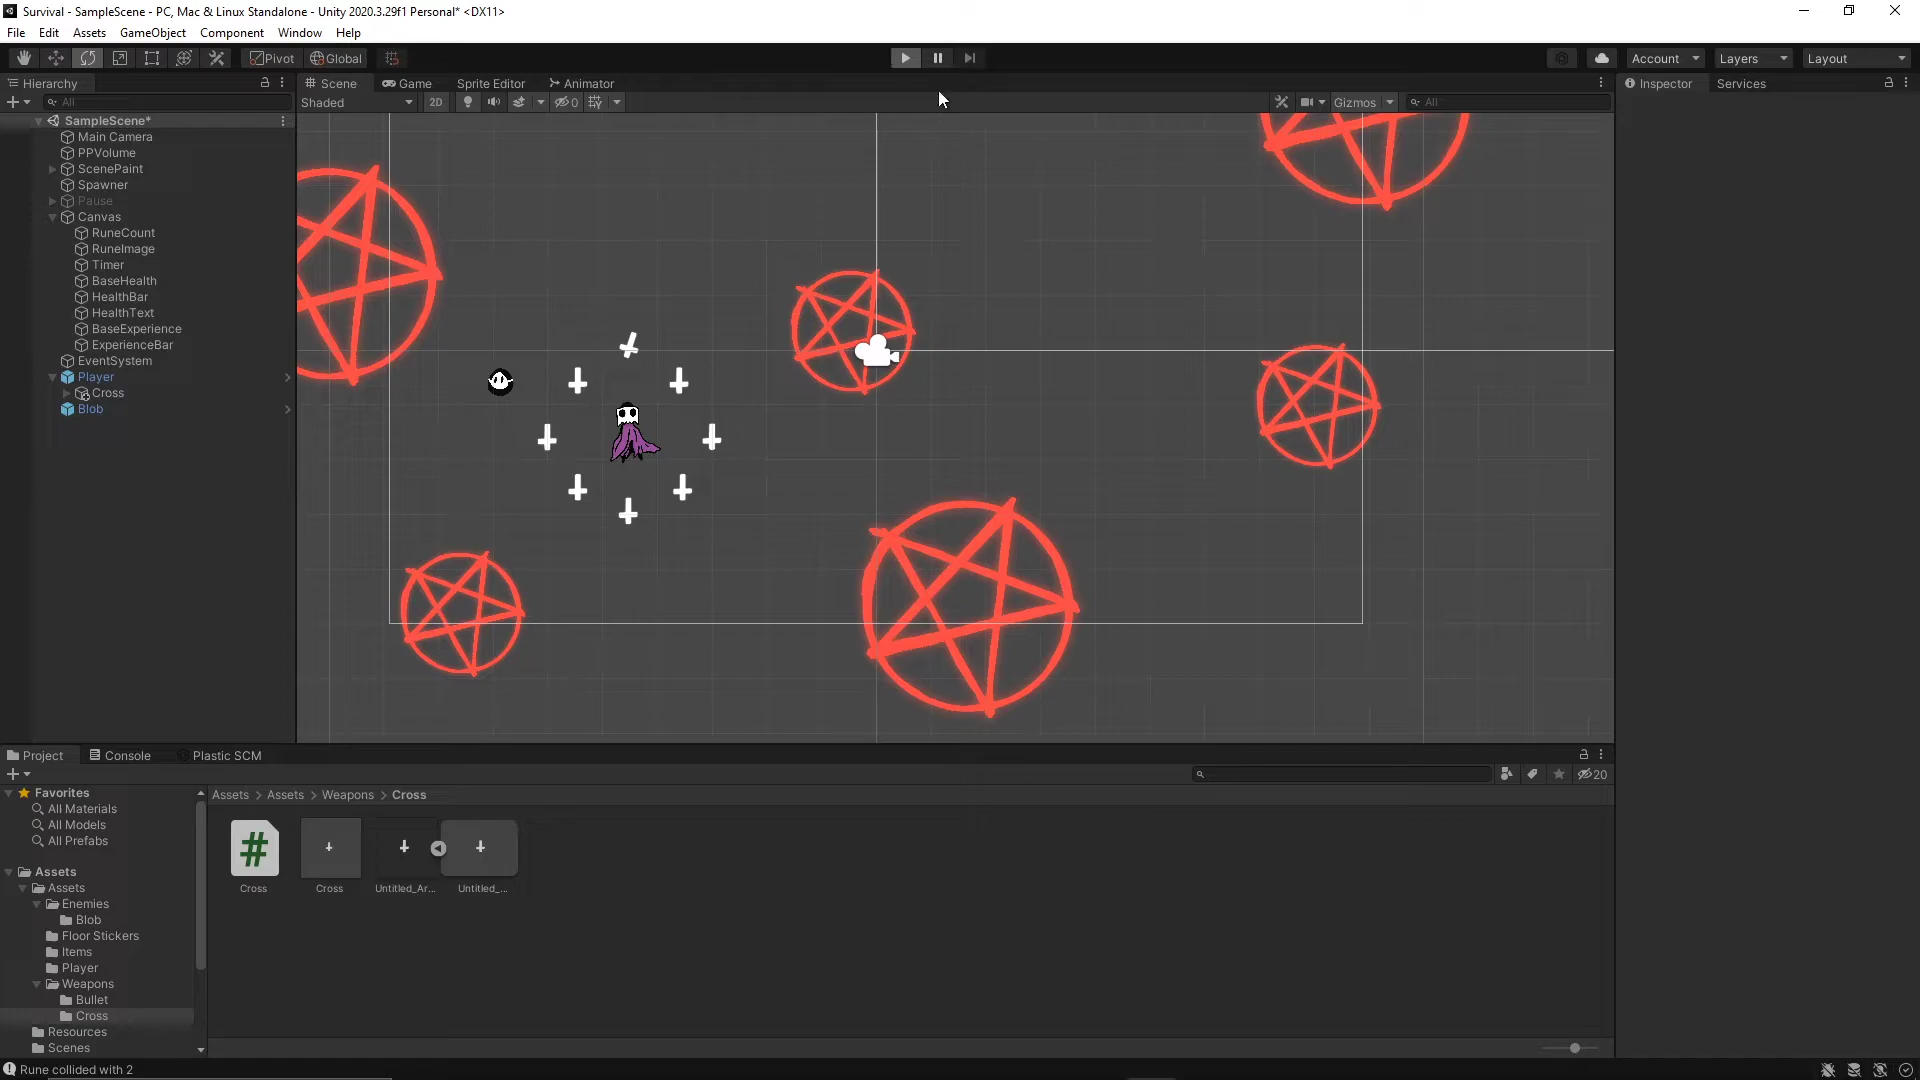 Survival - SampleScene - PC, Mac & Linux Standalone - Unity 2020.3.29f1 Personal* <DX11>
File Edit Assets GameObject Component Window Help
Pivot Global Account Layers Layout
Hierarchy
All
SampleScene*
Main Camera
PPVolume
ScenePaint
Spawner
Pause
Canvas
RuneCount
RuneImage
Timer
BaseHealth
HealthBar
HealthText
BaseExperience
ExperienceBar
EventSystem
Player
Cross
Blob
Scene Game Sprite Editor Animator
Shaded 2D 0 Gizmos All
Inspector Services
Project Console Plastic SCM
20
Favorites
All Materials
All Models
All Prefabs
Assets
Assets
Enemies
Blob
Floor Stickers
Items
Player
Weapons
Bullet
Cross
Resources
Scenes
Assets > Assets > Weapons > Cross
#
Cross Cross Untitled_Ar... Untitled_...
Rune collided with 2